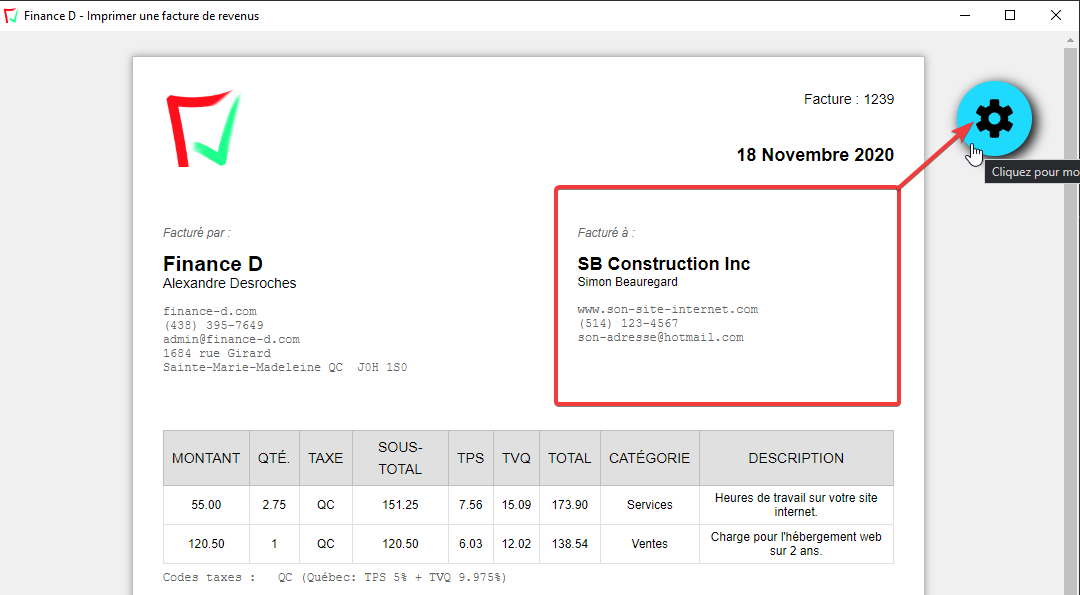 Finance D - Imprimer une facture de revenus
Facture : 1239
18 Novembre 2020
Cliquez pour mo
Facturé par :
Finance D
Alexandre Desroches
finance-d.com
(438) 395-7649
admin@finance-d.com
1684 rue Girard
Sainte-Marie-Madeleine QC  J0H 1S0
Facturé à :
SB Construction Inc
Simon Beauregard
www.son-site-internet.com
(514) 123-4567
son-adresse@hotmail.com
MONTANT QTÉ. TAXE SOUS-TOTAL TPS TVQ TOTAL CATÉGORIE DESCRIPTION
55.00 2.75 QC 151.25 7.56 15.09 173.90 Services Heures de travail sur votre site internet.
120.50 1 QC 120.50 6.03 12.02 138.54 Ventes Charge pour l'hébergement web sur 2 ans.
Codes taxes :   QC (Québec: TPS 5% + TVQ 9.975%)